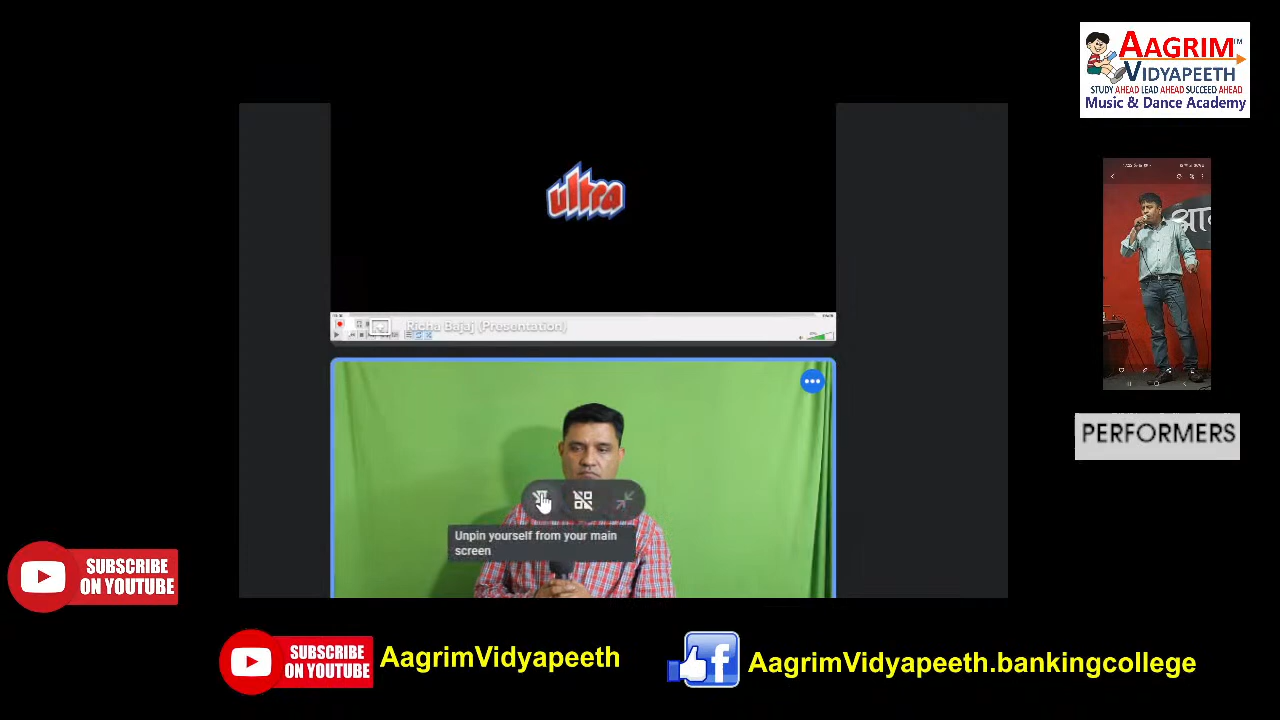 AAGRIM™
VIDYAPEETH
STUDY AHEAD LEAD AHEAD SUCCEED AHEAD
Music & Dance Academy
ultra
Richa Bajaj (Presentation)
PERFORMERS
Unpin yourself from your main
screen
SUBSCRIBE
ON YOUTUBE
SUBSCRIBE
ON YOUTUBE
AagrimVidyapeeth
f
AagrimVidyapeeth.bankingcollege